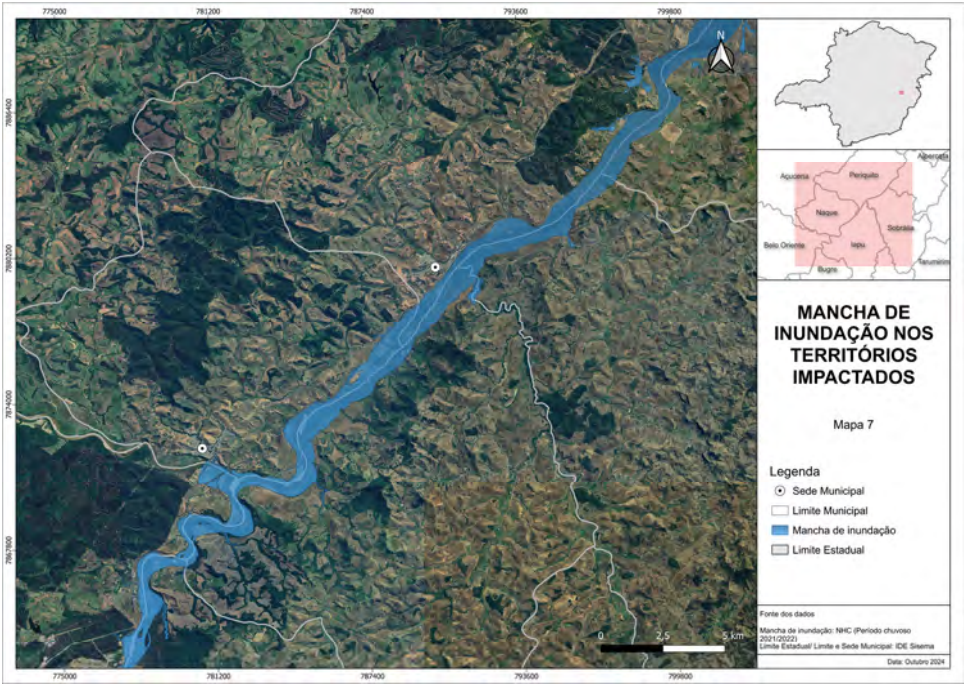 775000 781200 787400 793600 799800
7886400
7880200
7874000
7867800
N
0 2,5 5 km
775000 781200 787400 793600 799800
Alpercata
Açucena
Periquito
Naque
Sobrália
Belo Oriente
Iapu
Tarumirim
Bugre
MANCHA DE
INUNDAÇÃO NOS
TERRITÓRIOS
IMPACTADOS
Mapa 7
Legenda
Sede Municipal
Limite Municipal
Mancha de inundação
Limite Estadual
Fonte dos dados
Mancha de inundação: NHC (Período chuvoso
2021/2022)
Limite Estadual/ Limite e Sede Municipal: IDE Sisema
Data: Outubro 2024